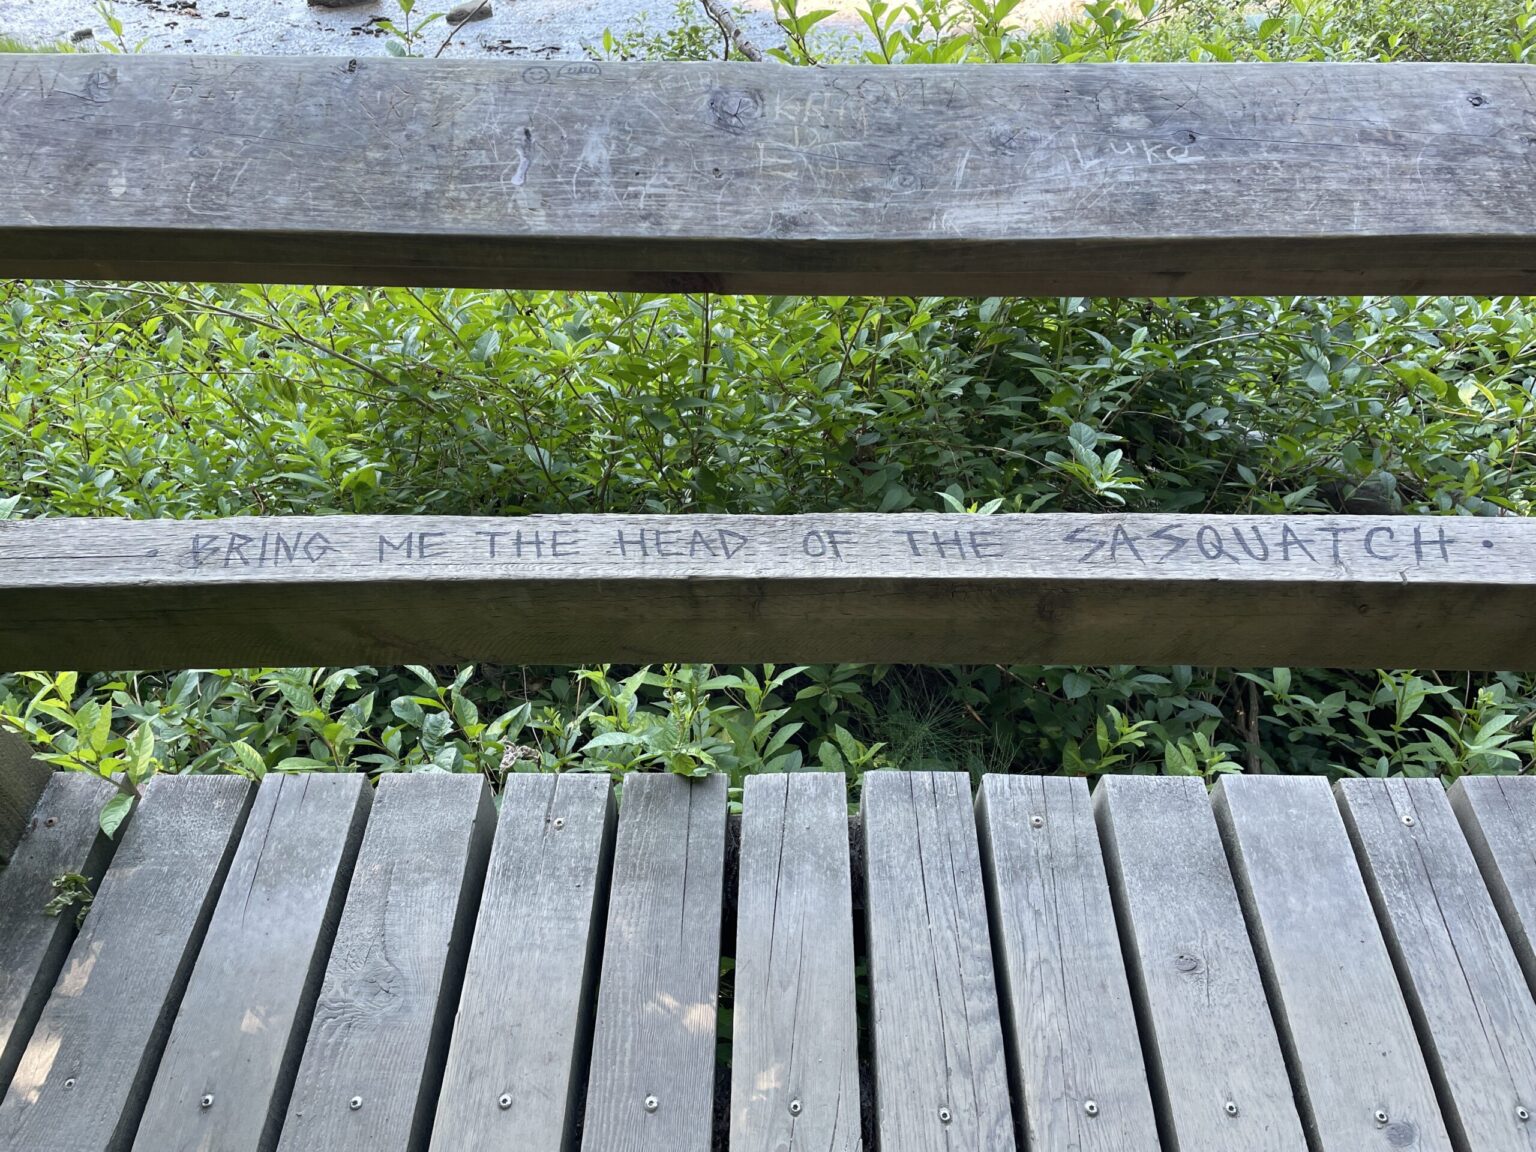 Luke
· BRING ME THE HEAD OF THE SASQUATCH ·